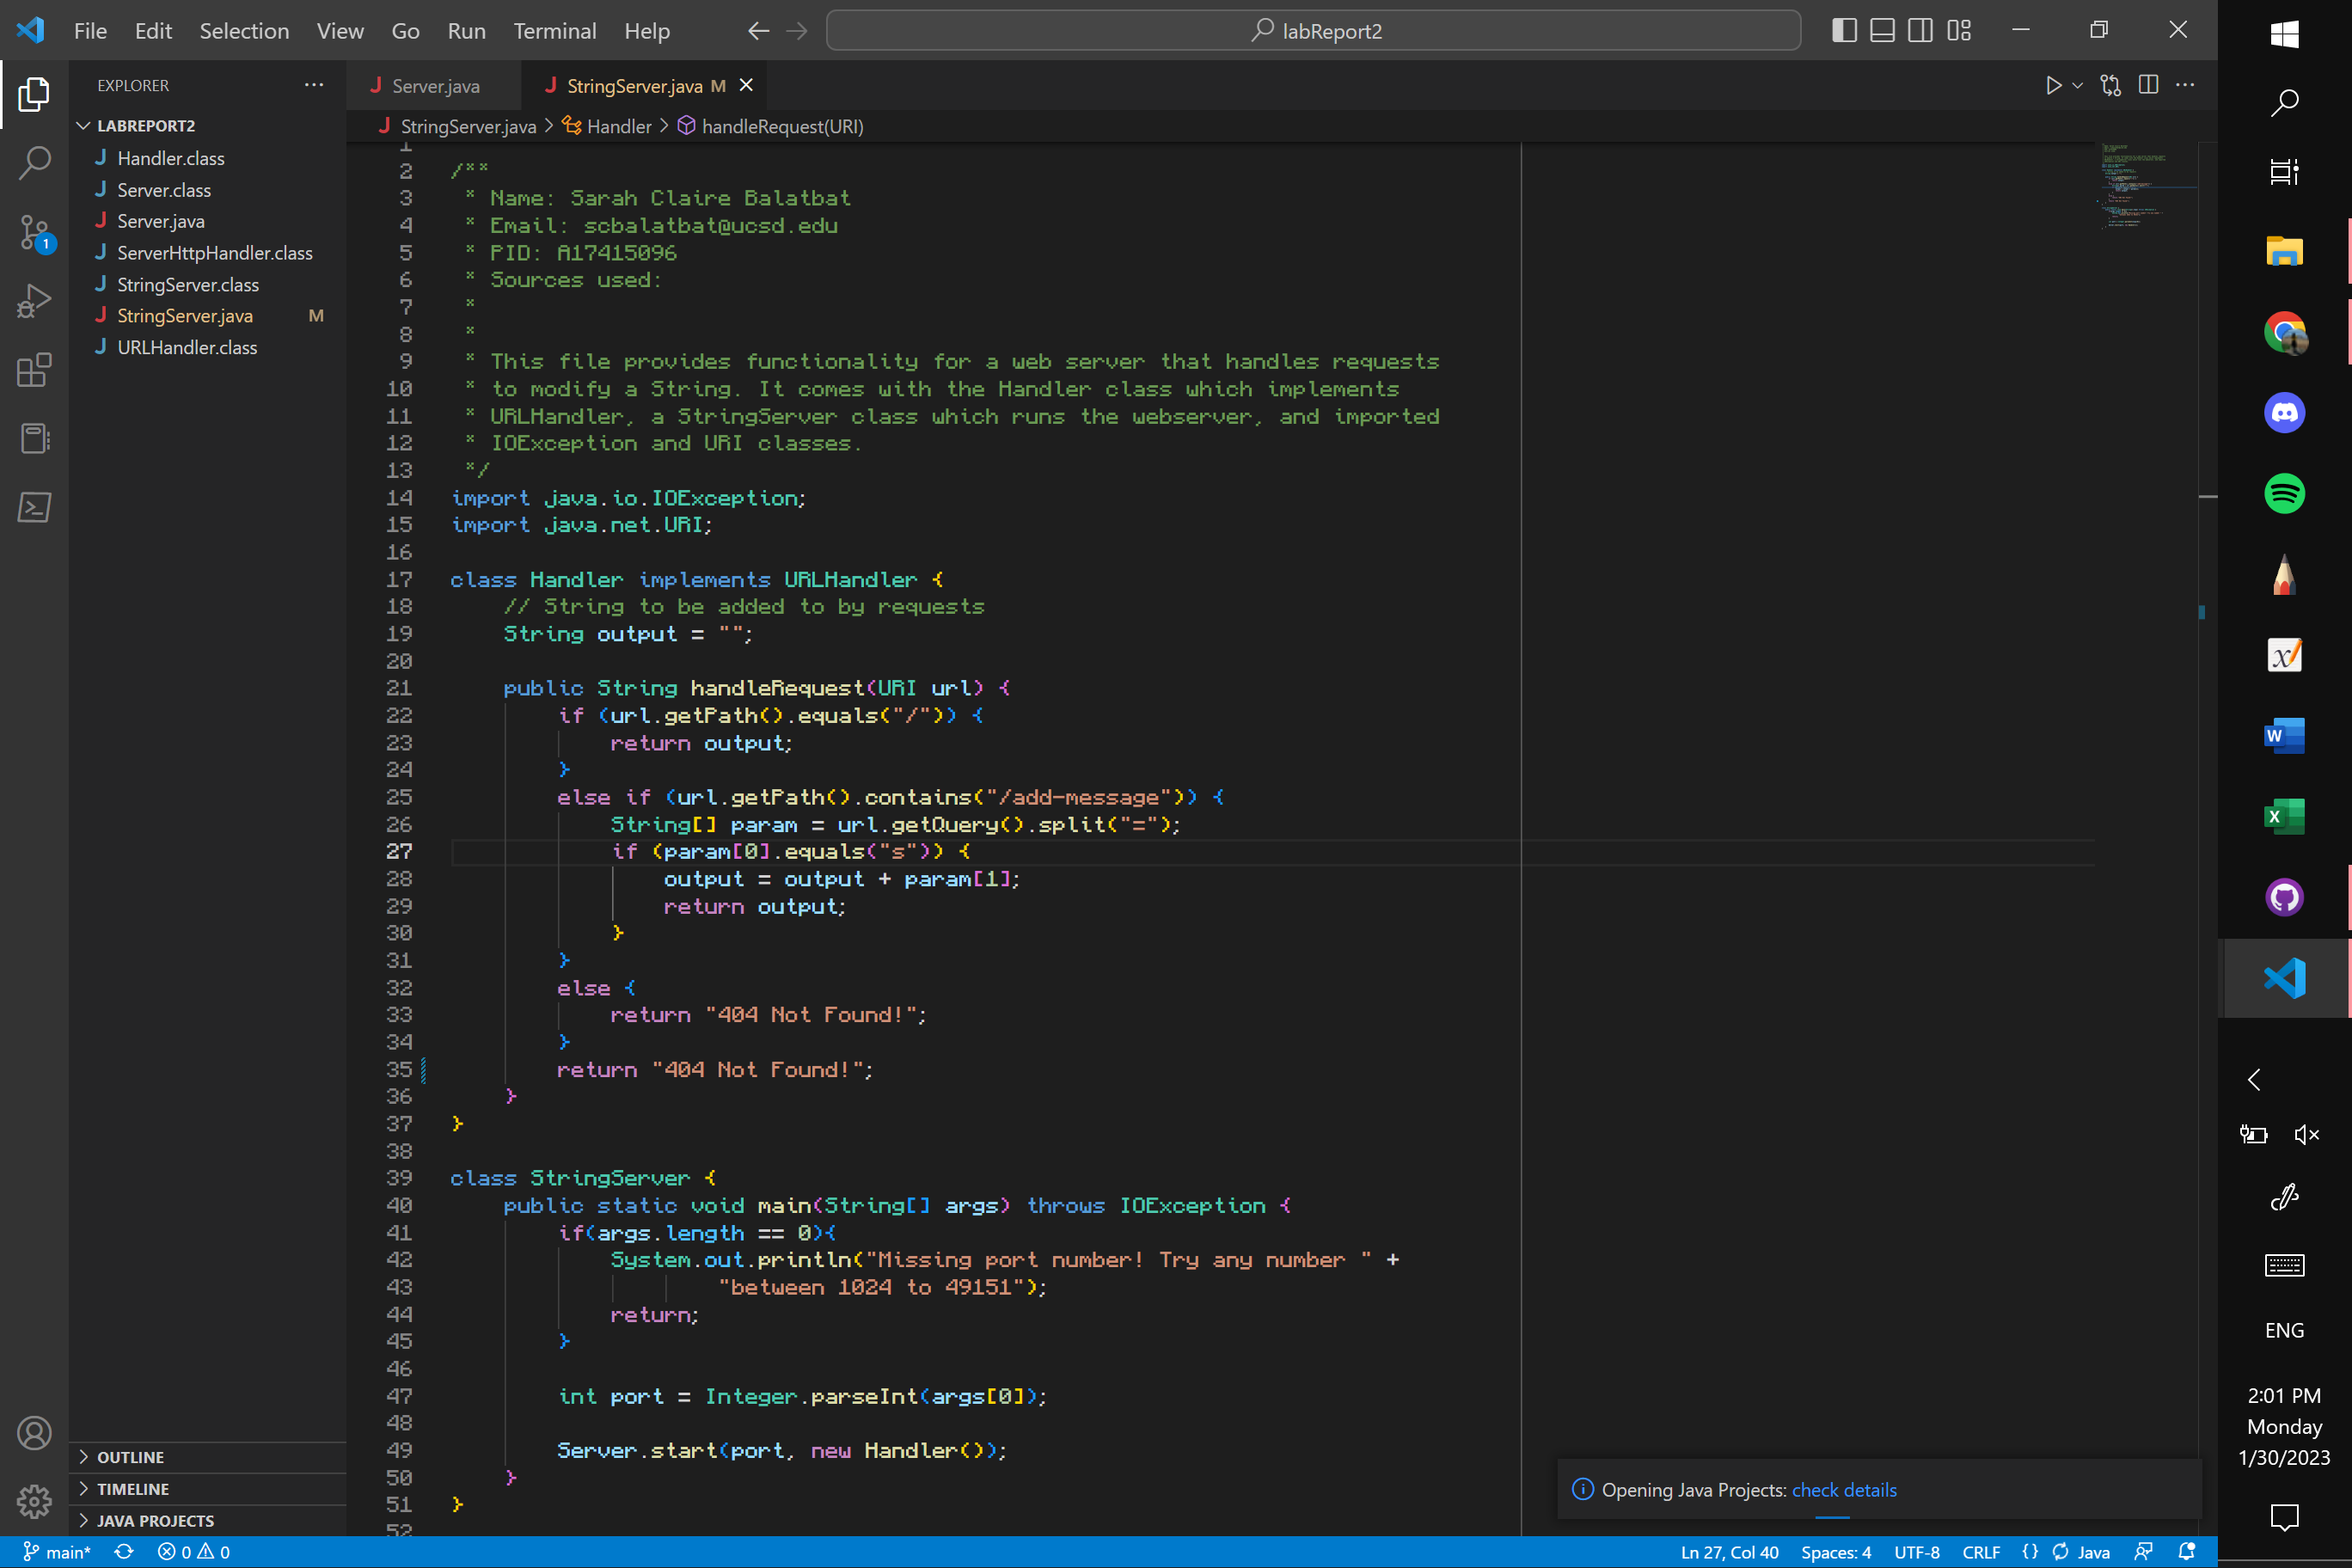 File Edit Selection View Go Run Terminal Help labReport2
EXPLORER
LABREPORT2
Handler.class
Server.class
Server.java
ServerHttpHandler.class
StringServer.class
StringServer.java M
URLHandler.class
OUTLINE
TIMELINE
JAVA PROJECTS
Server.java StringServer.java M
StringServer.java > Handler > handleRequest(URI)
1
2 /**
3 * Name: Sarah Claire Balatbat
4 * Email: scbalatbat@ucsd.edu
5 * PID: A17415096
6 * Sources used:
7 *
8 *
9 * This file provides functionality for a web server that handles requests
10 * to modify a String. It comes with the Handler class which implements
11 * URLHandler, a StringServer class which runs the webserver, and imported
12 * IOException and URI classes.
13 */
14 import java.io.IOException;
15 import java.net.URI;
16
17 class Handler implements URLHandler {
18 // String to be added to by requests
19 String output = "";
20
21 public String handleRequest(URI url) {
22 if (url.getPath().equals("/")) {
23 return output;
24 }
25 else if (url.getPath().contains("/add-message")) {
26 String[] param = url.getQuery().split("=");
27 if (param[0].equals("s")) {
28 output = output + param[1];
29 return output;
30 }
31 }
32 else {
33 return "404 Not Found!";
34 }
35 return "404 Not Found!";
36 }
37 }
38
39 class StringServer {
40 public static void main(String[] args) throws IOException {
41 if(args.length == 0){
42 System.out.println("Missing port number! Try any number " +
43 "between 1024 to 49151");
44 return;
45 }
46
47 int port = Integer.parseInt(args[0]);
48
49 Server.start(port, new Handler());
50 }
51 }
52
Opening Java Projects: check details
main* 0 0 Ln 27, Col 40 Spaces: 4 UTF-8 CRLF {} Java
1
ENG
2:01 PM
Monday
1/30/2023